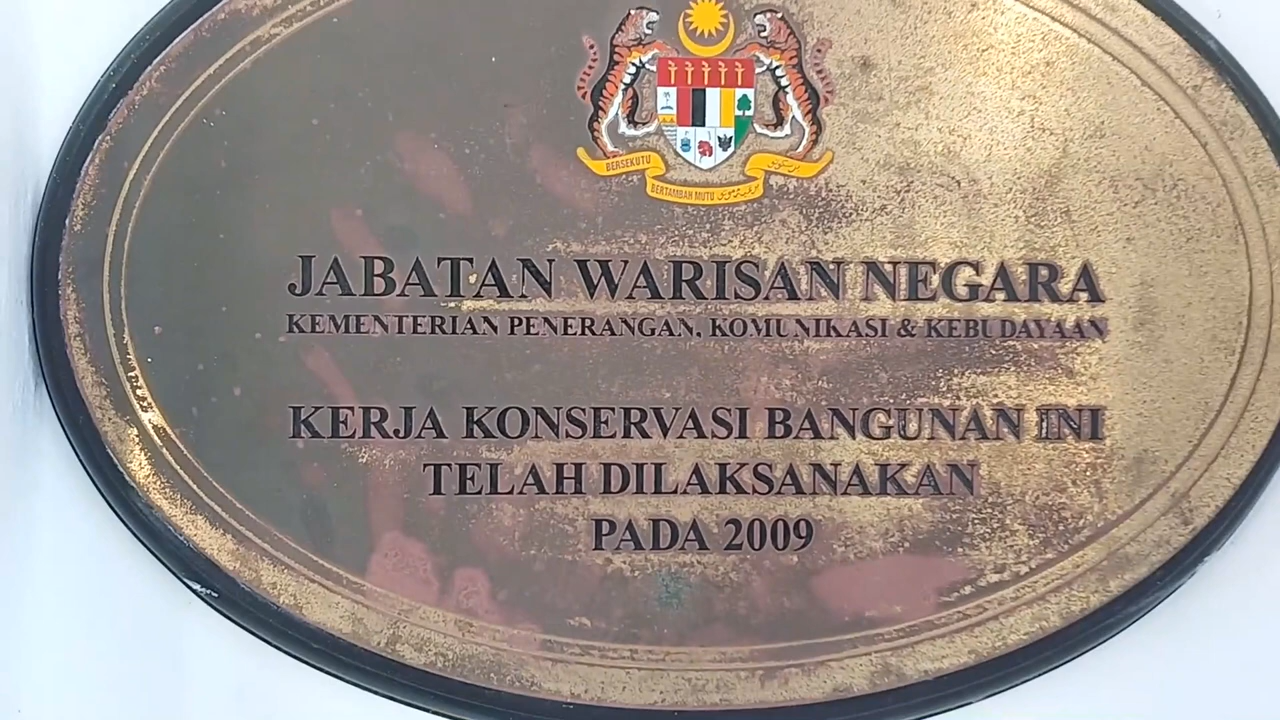 BERSEKUTU
BERTAMBAH MUTU
JABATAN WARISAN NEGARA
KEMENTERIAN PENERANGAN, KOMUNIKASI & KEBUDAYAAN
KERJA KONSERVASI BANGUNAN INI
TELAH DILAKSANAKAN
PADA 2009